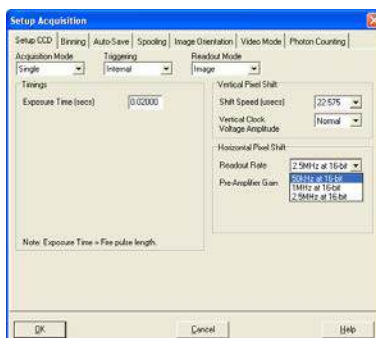 Setup Acquisition
Setup CCD Binning Auto-Save Spooling Image Orientation Video Mode Photon Counting
Acquisition Mode Triggering Readout Mode
Single Internal Image
Timings
Exposure Time (secs) 0.02000
Note: Exposure Time = Fire pulse length.
Vertical Pixel Shift
Shift Speed (usecs) 22.575
Vertical Clock
Voltage Amplitude Normal
Horizontal Pixel Shift
Readout Rate 2.5MHz at 16-bit
Pre-Amplifier Gain
50kHz at 16-bit
1MHz at 16-bit
2.5MHz at 16-bit
OK Cancel Help